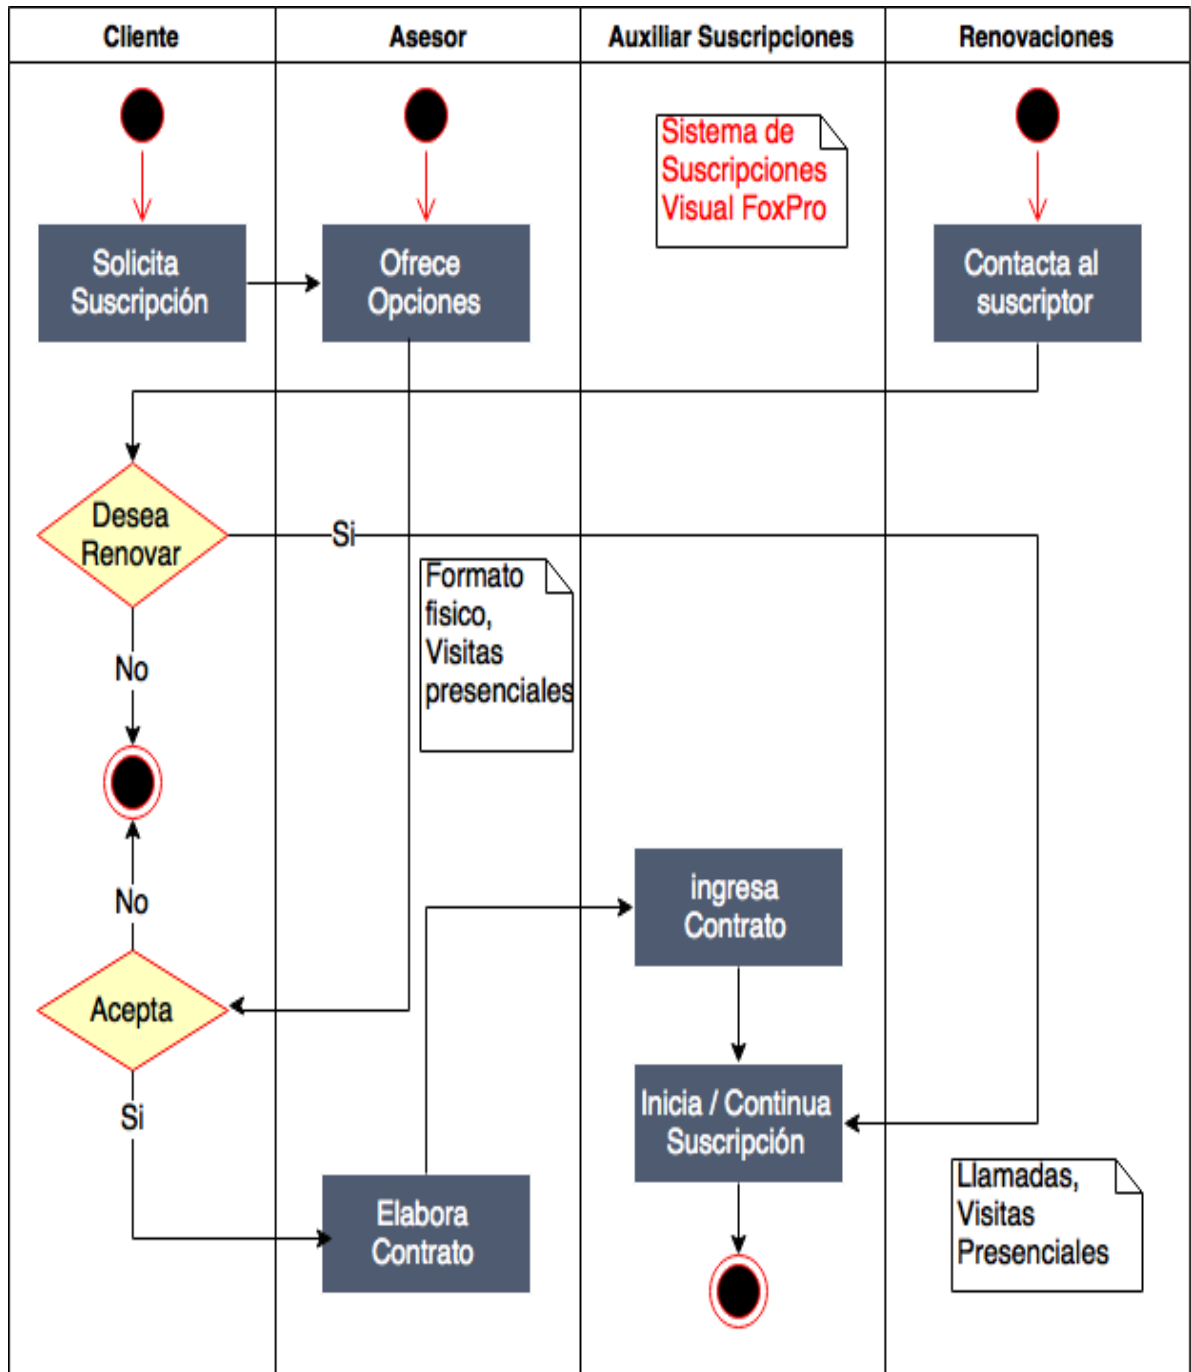 Cliente
Asesor
Auxiliar Suscripciones
Renovaciones
Sistema de
Suscripciones
Visual FoxPro
Solicita
Suscripción
Ofrece
Opciones
Contacta al
suscriptor
Desea
Renovar
Si
Formato
fisico,
Visitas
presenciales
No
No
ingresa
Contrato
Acepta
Si
Inicia / Continua
Suscripción
Elabora
Contrato
Llamadas,
Visitas
Presenciales